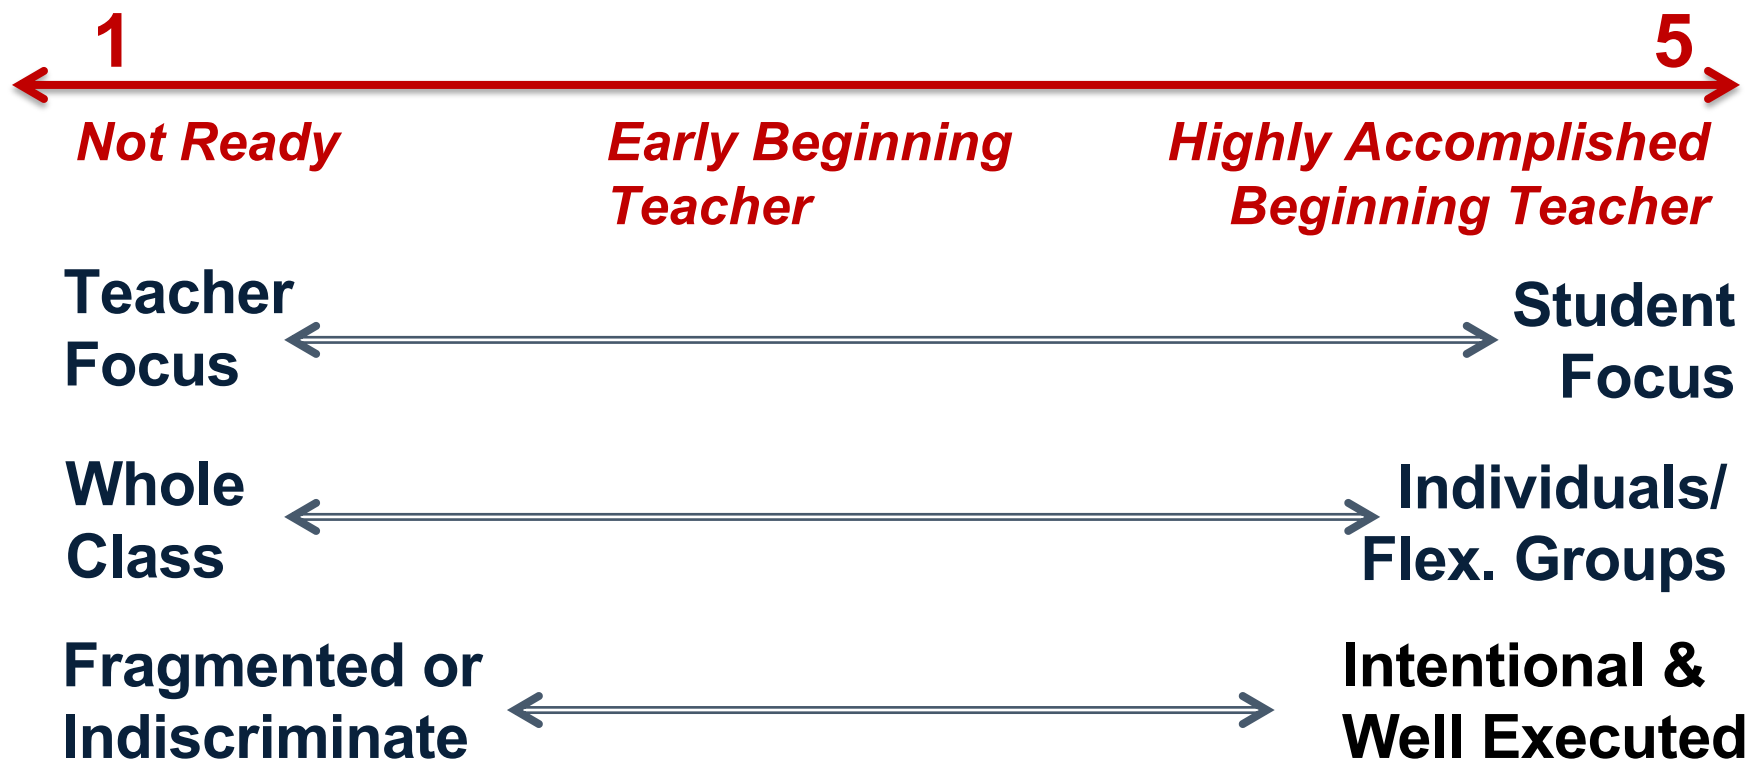 1 5
Not Ready Early Beginning Highly Accomplished
Teacher Beginning Teacher
Teacher
Focus
Student
Focus
Whole
Class
Individuals/
Flex. Groups
Fragmented or
Indiscriminate
Intentional &
Well Executed